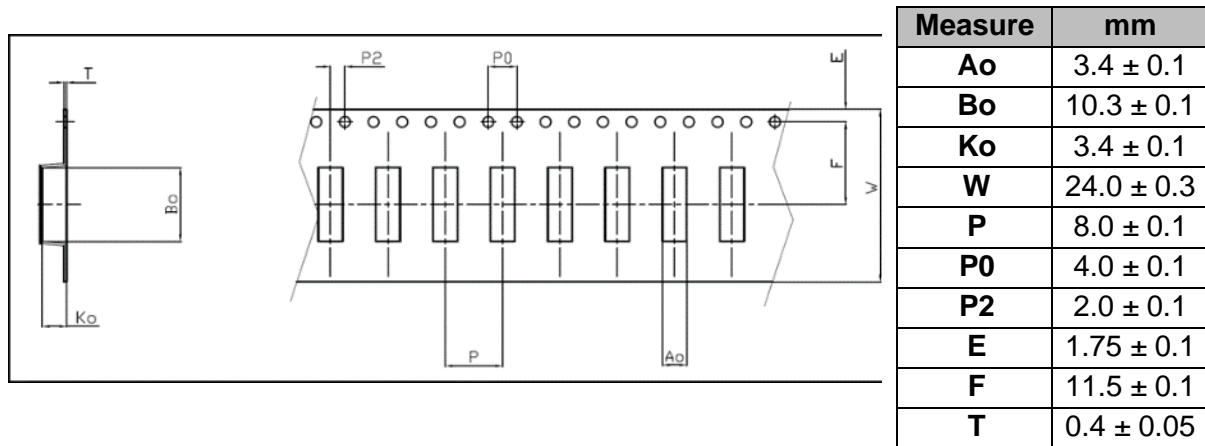 T
P2
P0
E
F
W
Bo
Ko
P
Ao
Measure mm
Ao 3.4 ± 0.1
Bo 10.3 ± 0.1
Ko 3.4 ± 0.1
W 24.0 ± 0.3
P 8.0 ± 0.1
P0 4.0 ± 0.1
P2 2.0 ± 0.1
E 1.75 ± 0.1
F 11.5 ± 0.1
T 0.4 ± 0.05